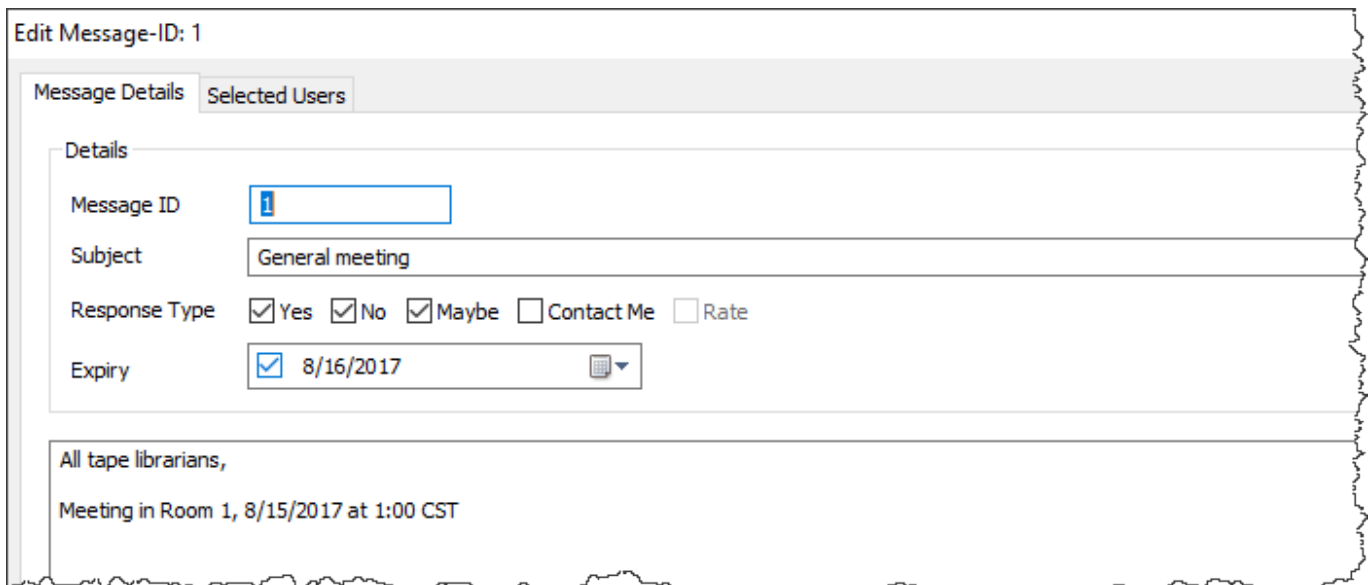 Edit Message-ID: 1
Message Details Selected Users
Details
Message ID 1
Subject General meeting
Response Type Yes No Maybe Contact Me Rate
Expiry 8/16/2017
All tape librarians,
Meeting in Room 1, 8/15/2017 at 1:00 CST